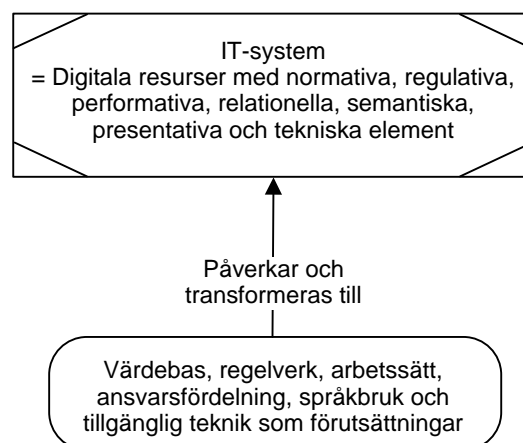 IT-system
= Digitala resurser med normativa, regulativa,
performativa, relationella, semantiska,
presentativa och tekniska element
Påverkar och
transformeras till
Värdebas, regelverk, arbetssätt,
ansvarsfördelning, språkbruk och
tillgänglig teknik som förutsättningar